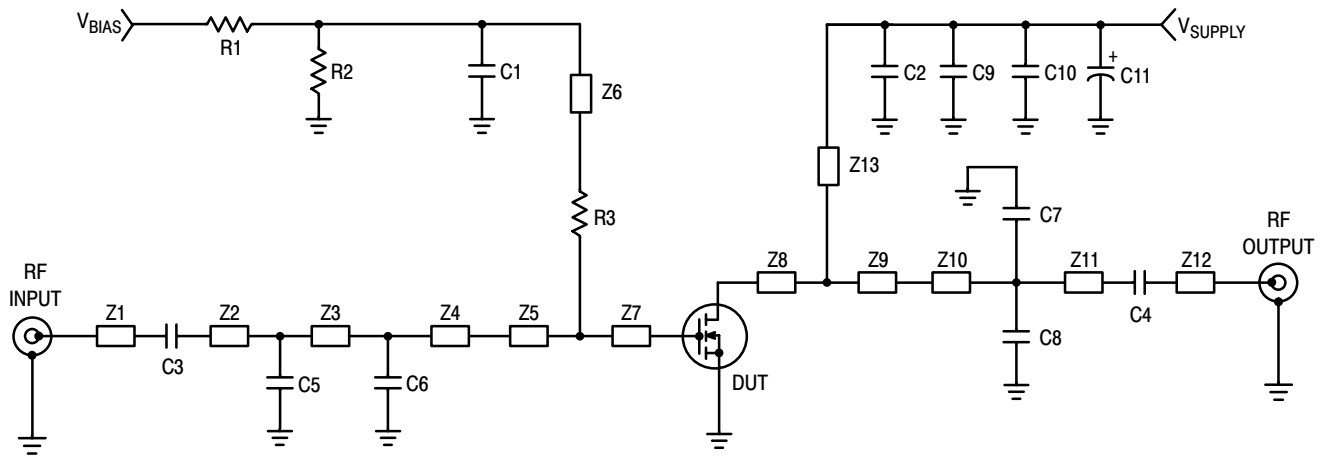 VBIAS
R1
R2
C1
Z6
R3
VSUPPLY
C2
C9
C10
+
C11
Z13
C7
RF
OUTPUT
Z8
Z9
Z10
Z11
Z12
C4
C8
RF
INPUT
Z1
C3
Z2
Z3
Z4
Z5
Z7
C5
C6
DUT